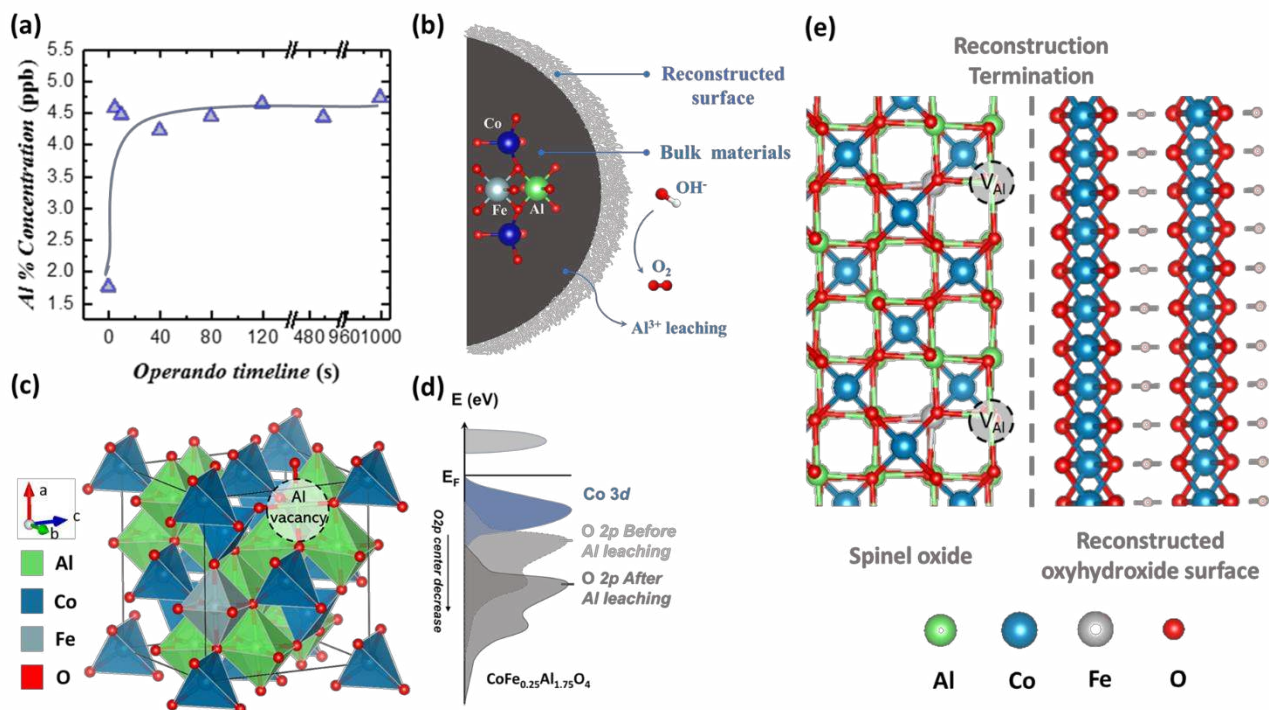 (a)
5.5
5.0
4.5
4.0
3.5
3.0
2.5
2.0
1.5
Al % Concentration (ppb)
0 40 80 120 480 9601000
Operando timeline (s)
(b)
Reconstructed
surface
Bulk materials
Co
Fe
Al
OH-
O2
Al3+ leaching
(c)
a
c
b
Al
Co
Fe
O
Al
vacancy
(d)
E (eV)
EF
O2p center decrease
Co 3d
O 2p Before
Al leaching
O 2p After
Al leaching
CoFe0.25Al1.75O4
(e)
Reconstruction
Termination
VAl
VAl
Spinel oxide
Reconstructed
oxyhydroxide surface
Al Co Fe O